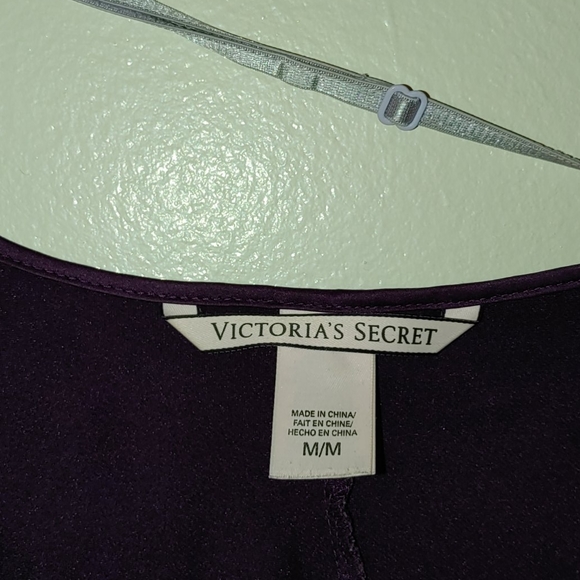 VICTORIA'S SECRET
MADE IN CHINA/
FAIT EN CHINE/
HECHO EN CHINA
M/M